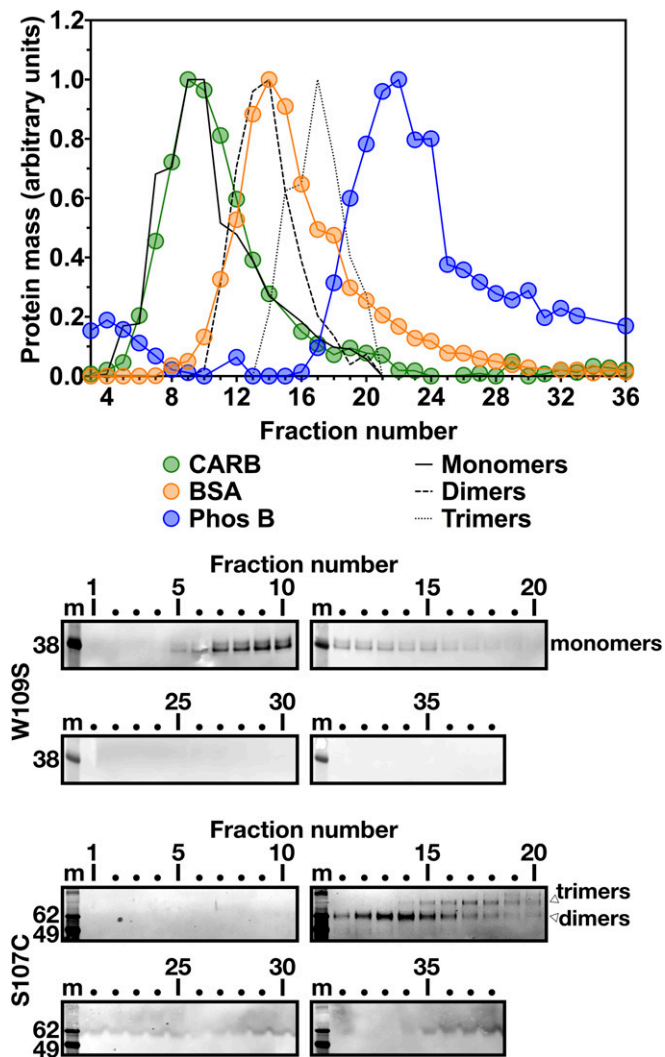 1.2
1.0
0.8
0.6
0.4
0.2
0.0
Protein mass (arbitrary units)
4 8 12 16 20 24 28 32 36
Fraction number
CARB
BSA
Phos B
Monomers
Dimers
Trimers
Fraction number
m 1 5 10 m 15 20
38 monomers
W109S
m 25 30 m 35
38
Fraction number
m 1 5 10 m 15 20
trimers
62 dimers
49
S107C
m 25 30 m 35
62
49